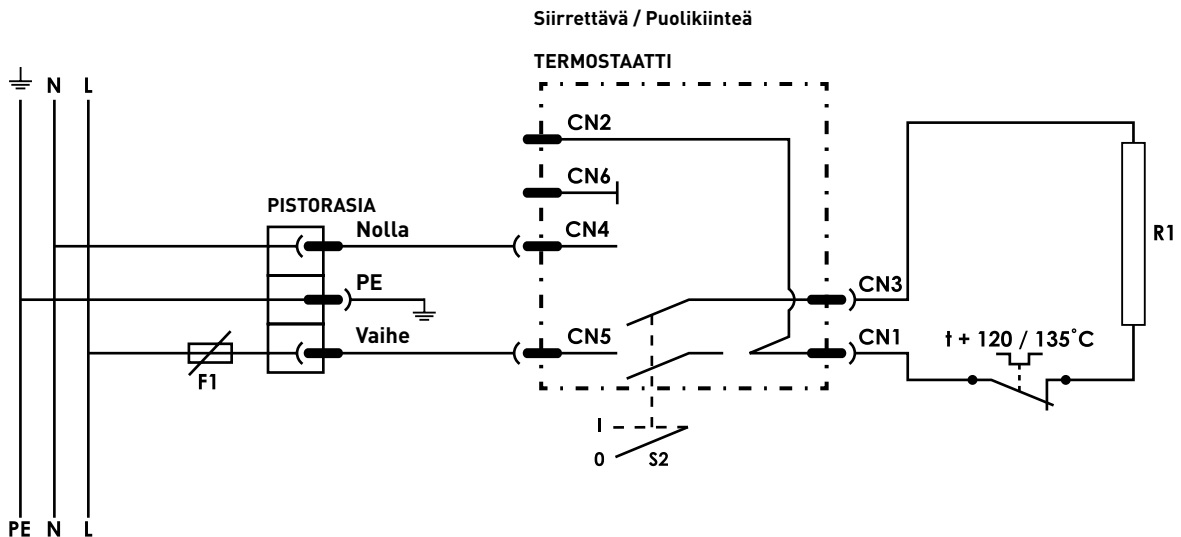 Siirrettävä / Puolikiinteä
TERMOSTAATTI
N L
CN2
CN6
PISTORASIA
Nolla
CN4
R1
PE
CN3
Vaihe
CN5
CN1
t + 120 / 135°C
F1
I
0 S2
PE N L